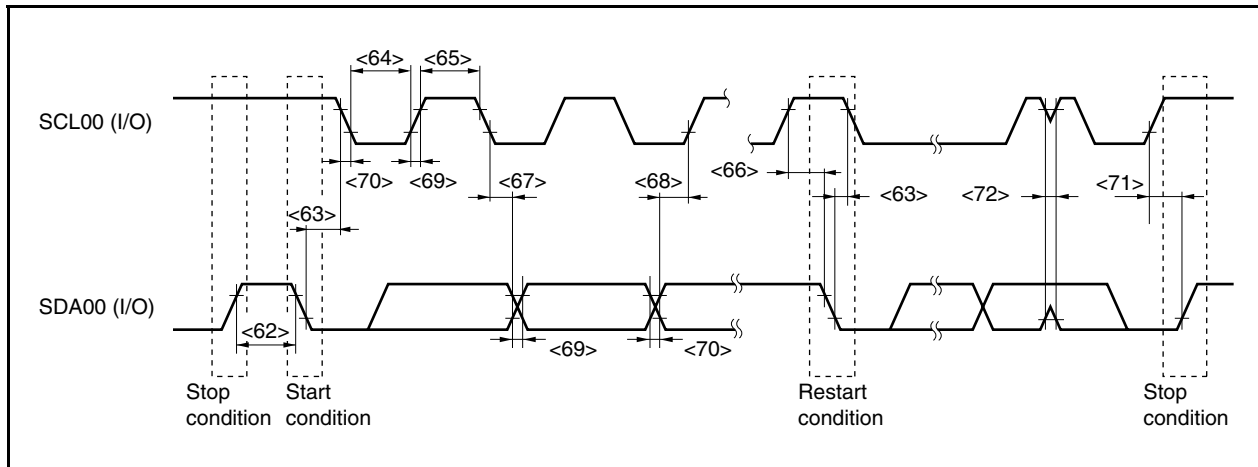 <64> <65>
SCL00 (I/O)
<70> <69> <67> <68> <66> <63> <72> <71>
<63>
SDA00 (I/O)
<62> <69> <70>
Stop condition
Start condition
Restart condition
Stop condition